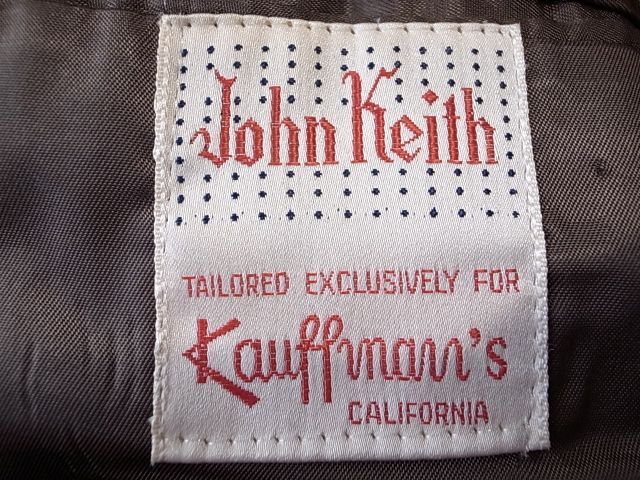 John Keith
TAILORED EXCLUSIVELY FOR
Kauffman's
CALIFORNIA